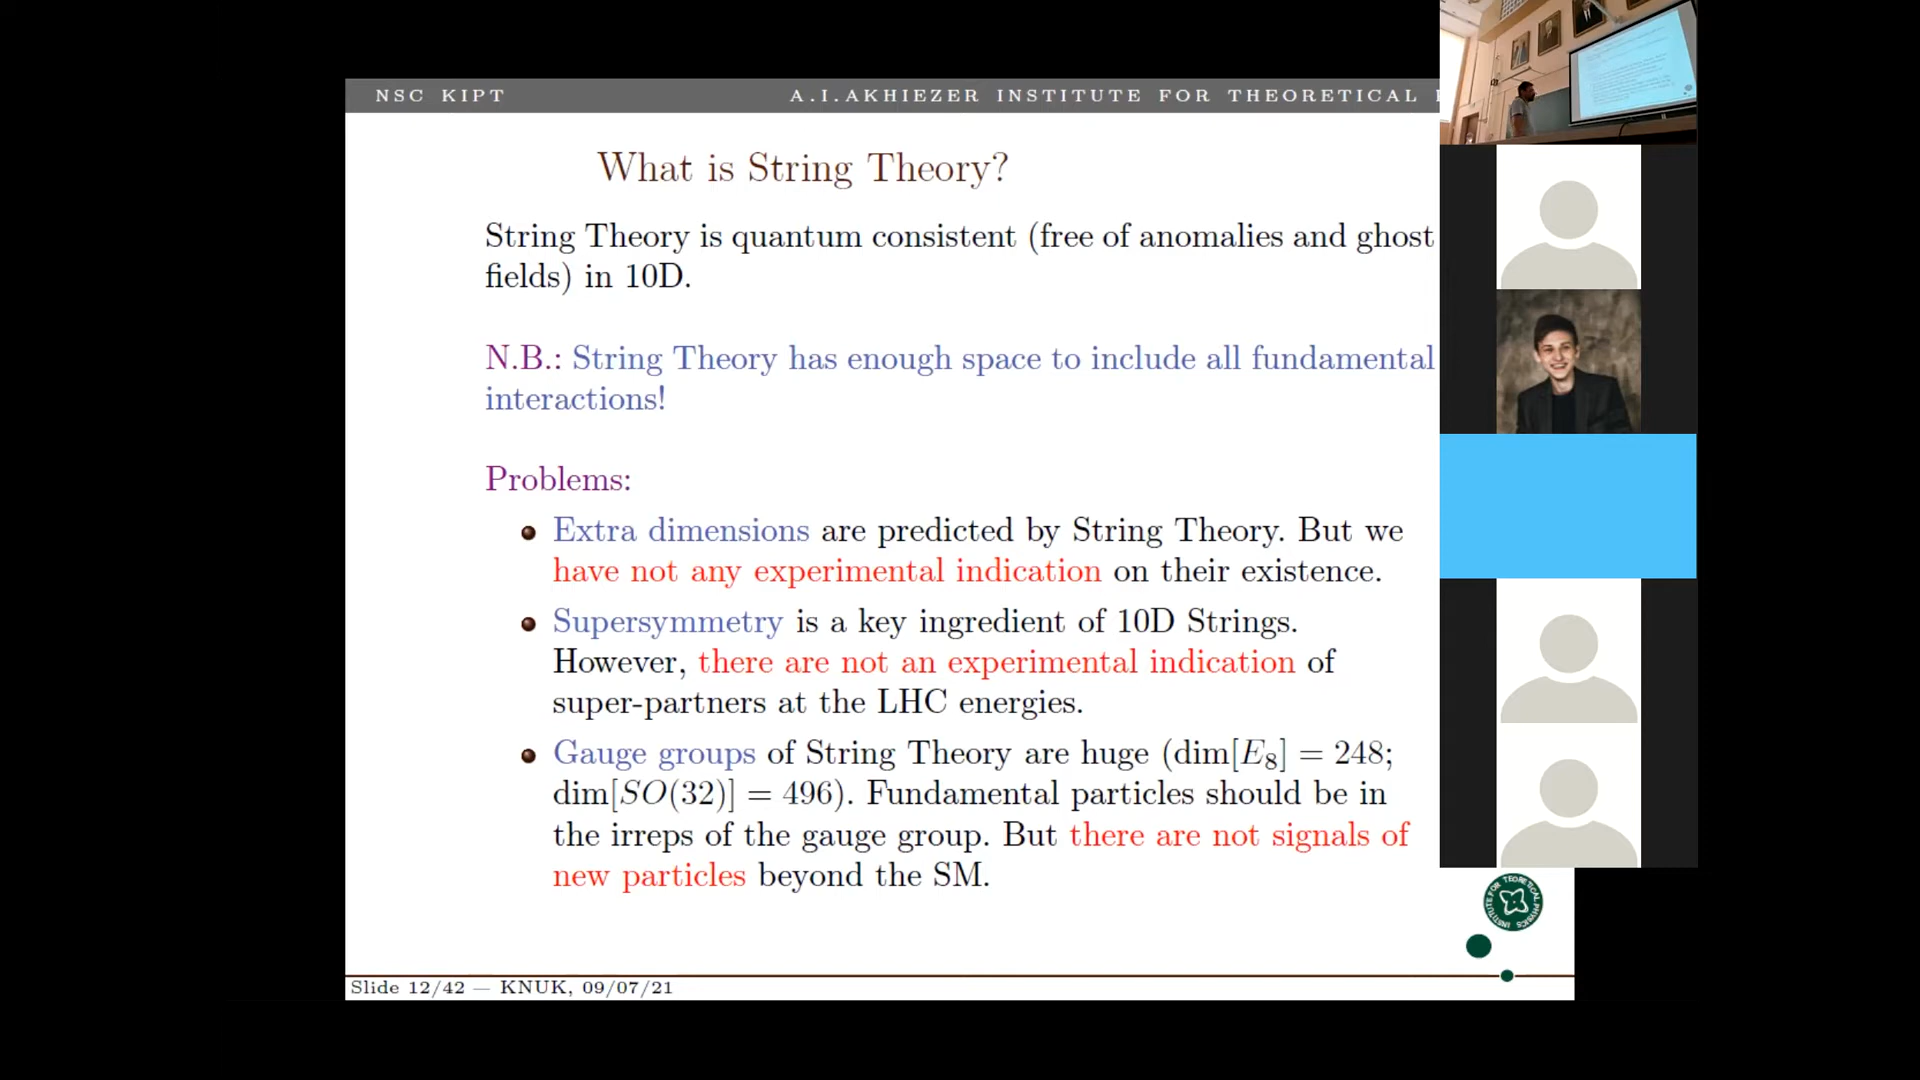 NSC KIPT A.I.AKHIEZER INSTITUTE FOR THEORETICAL
What is String Theory?
String Theory is quantum consistent (free of anomalies and ghost
fields) in 10D.
N.B.: String Theory has enough space to include all fundamental
interactions!
Problems:
Extra dimensions are predicted by String Theory. But we
have not any experimental indication on their existence.
Supersymmetry is a key ingredient of 10D Strings.
However, there are not an experimental indication of
super-partners at the LHC energies.
Gauge groups of String Theory are huge (dim[E₈] = 248;
dim[SO(32)] = 496). Fundamental particles should be in
the irreps of the gauge group. But there are not signals of
new particles beyond the SM.
INSTITUTE FOR TEORETICAL PHYSICS
Slide 12/42 — KNUK, 09/07/21